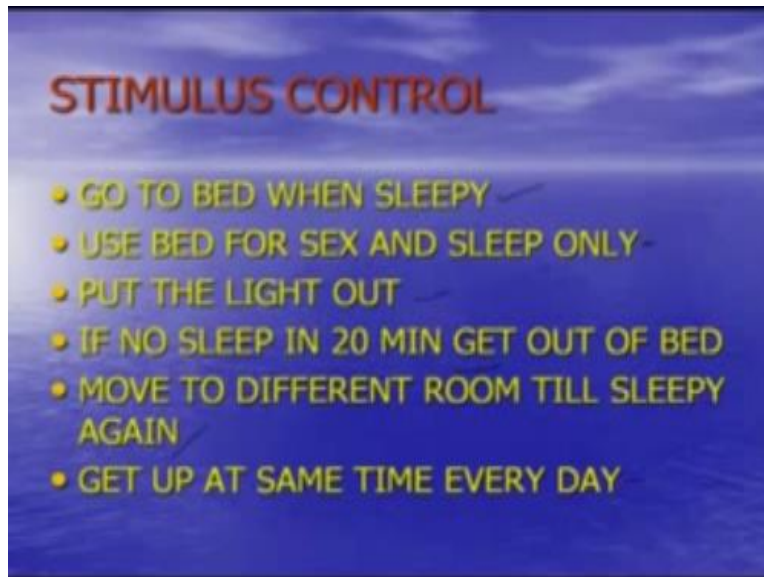 STIMULUS CONTROL
• GO TO BED WHEN SLEEPY
• USE BED FOR SEX AND SLEEP ONLY
• PUT THE LIGHT OUT
• IF NO SLEEP IN 20 MIN GET OUT OF BED
• MOVE TO DIFFERENT ROOM TILL SLEEPY
AGAIN
• GET UP AT SAME TIME EVERY DAY